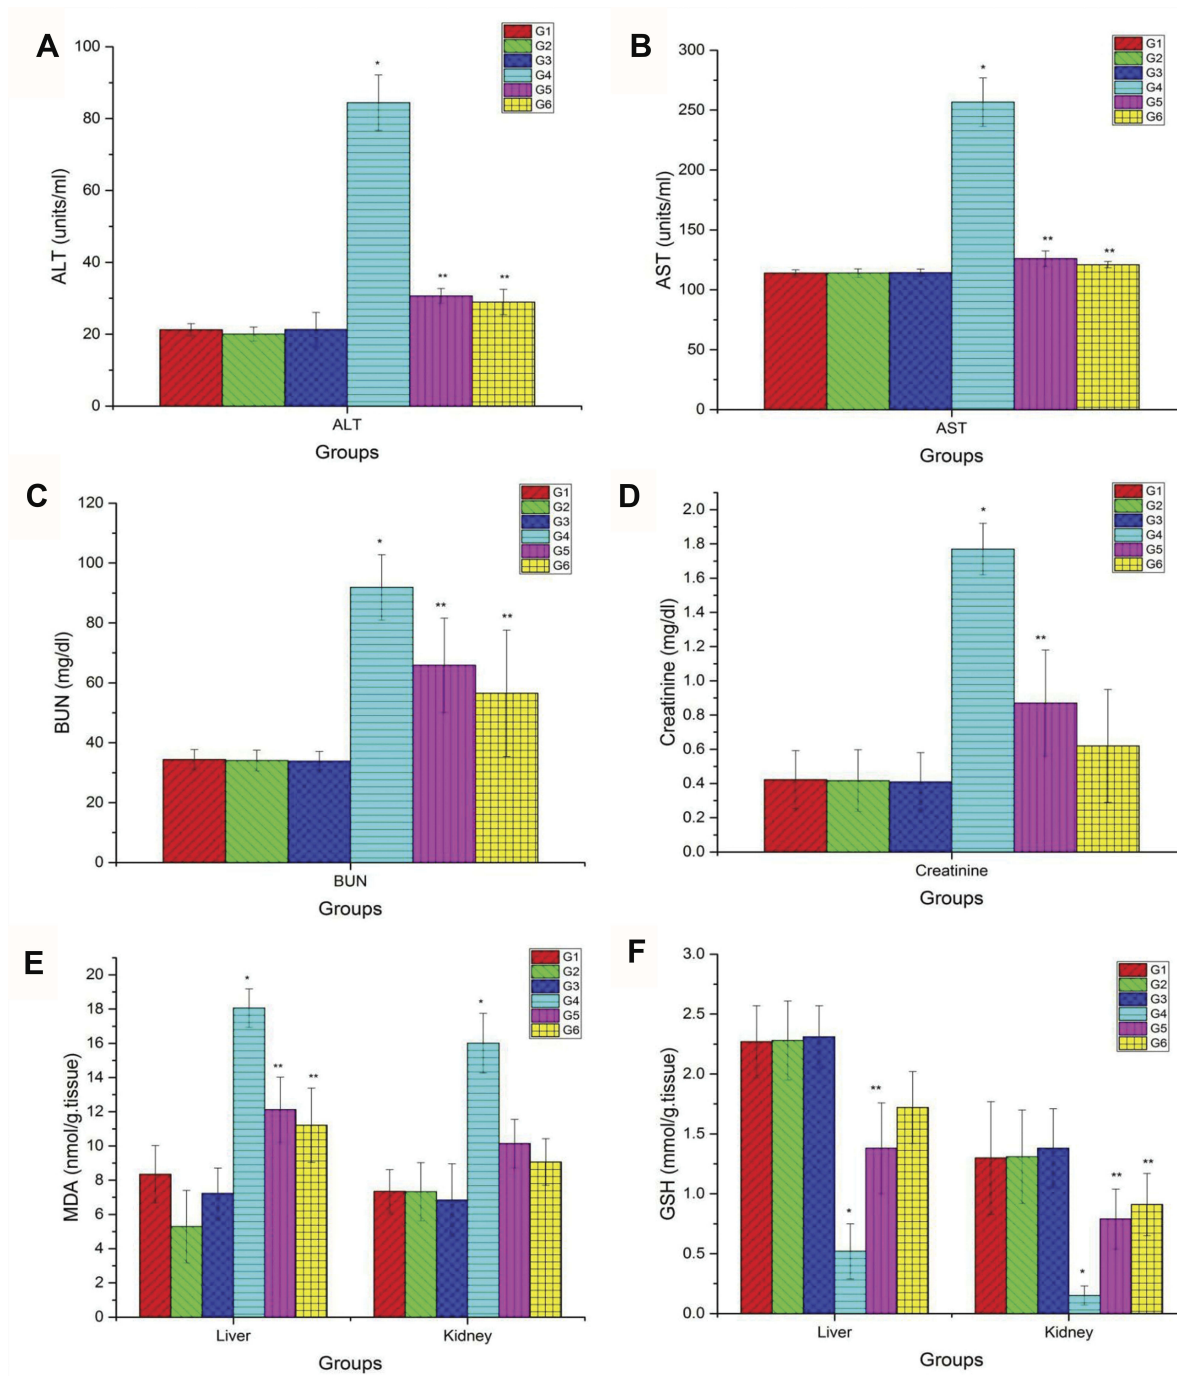 A
G1
G2
G3
G4
G5
G6
100
80
60
40
20
0
ALT (units/ml)
*
**
**
ALT
Groups
B
G1
G2
G3
G4
G5
G6
300
250
200
150
100
50
0
AST (units/ml)
*
**
**
AST
Groups
C
G1
G2
G3
G4
G5
G6
120
100
80
60
40
20
0
BUN (mg/dl)
*
**
**
BUN
Groups
D
G1
G2
G3
G4
G5
G6
2.0
1.8
1.6
1.4
1.2
1.0
0.8
0.6
0.4
0.2
0.0
Creatinine (mg/dl)
*
**
Creatinine
Groups
E
G1
G2
G3
G4
G5
G6
20
18
16
14
12
10
8
6
4
2
0
MDA (nmol/g.tissue)
*
**
**
*
Liver
Kidney
Groups
F
G1
G2
G3
G4
G5
G6
3.0
2.5
2.0
1.5
1.0
0.5
0.0
GSH (mmol/g.tissue)
*
**
*
**
**
Liver
Kidney
Groups